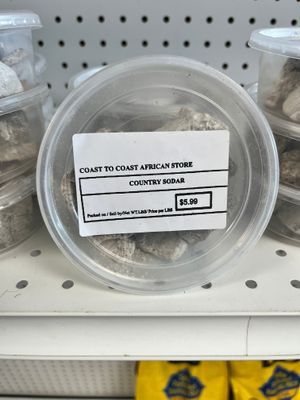 COAST TO COAST AFRICAN STORE
COUNTRY SODAR
$5.99
Packed on / Sell-by/Net WT/LBS/ Price per LBS